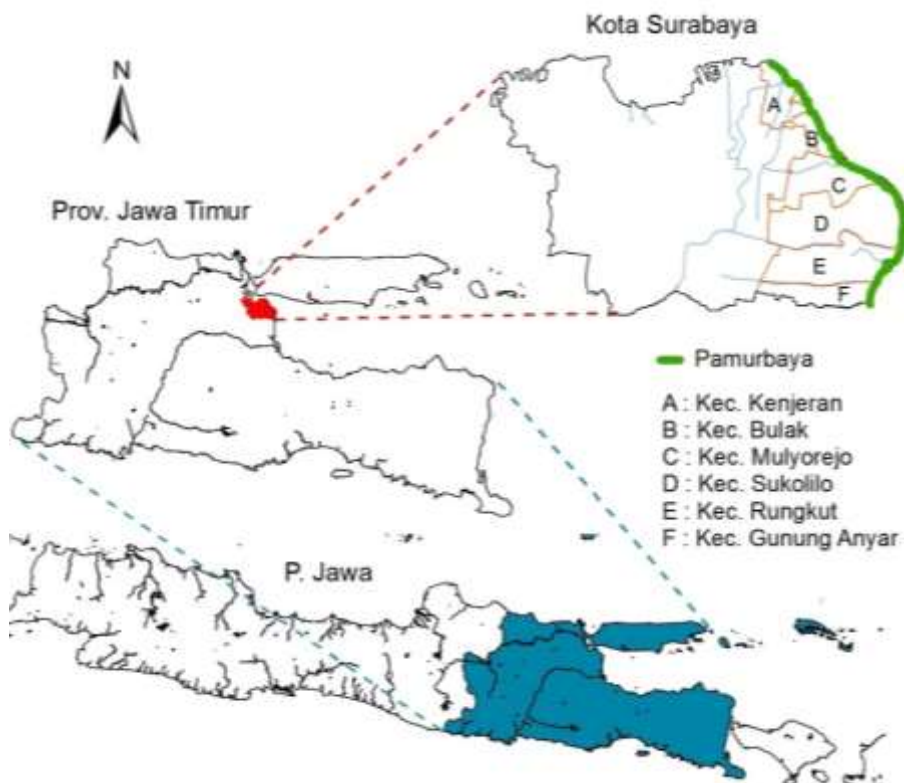 Kota Surabaya
N
A
B
Prov. Jawa Timur
C
D
E
F
Pamurbaya
A : Kec. Kenjeran
B : Kec. Bulak
C : Kec. Mulyorejo
D : Kec. Sukolilo
E : Kec. Rungkut
F : Kec. Gunung Anyar
P. Jawa